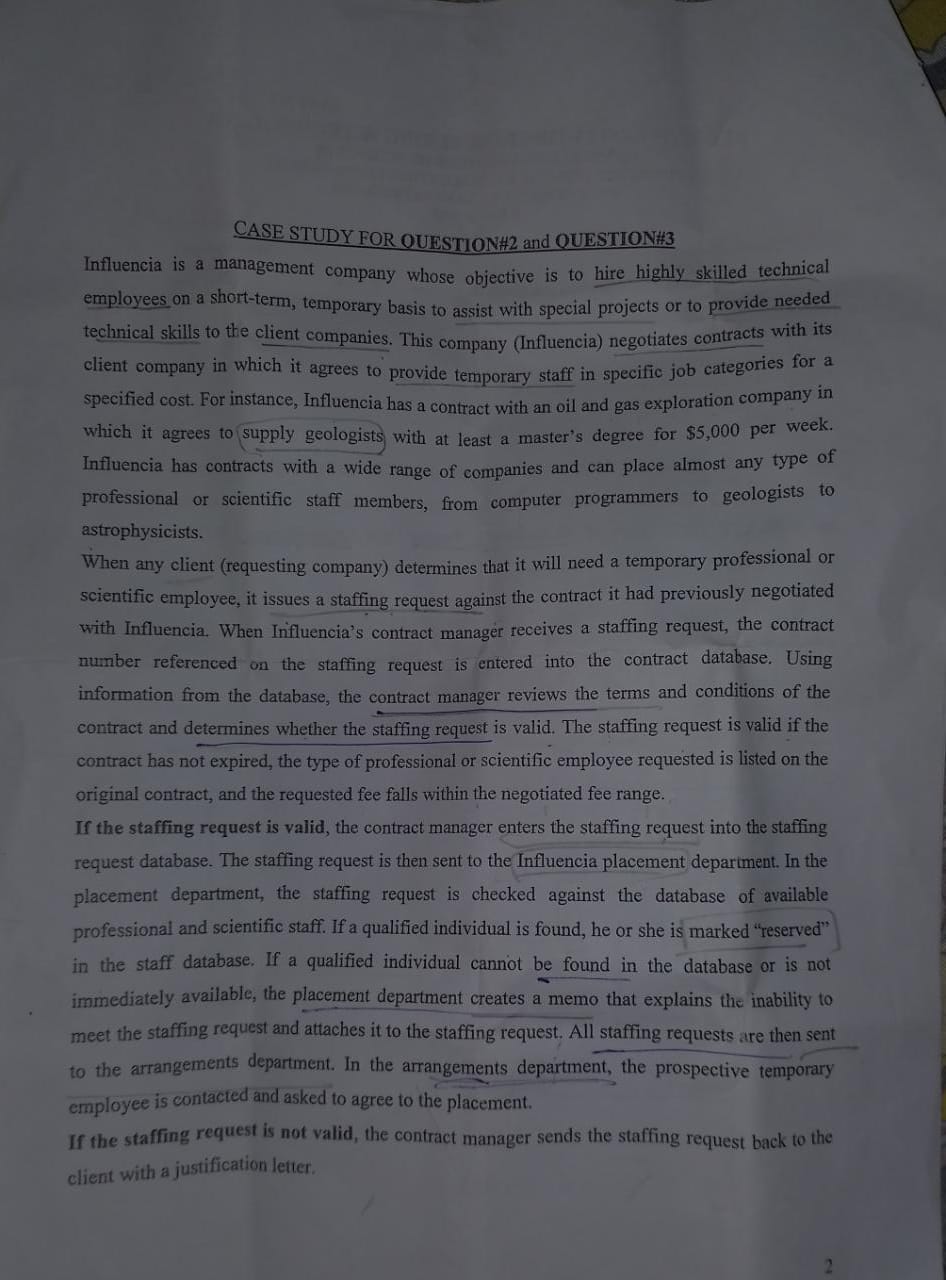 CASE STUDY FOR QUESTION#2 and QUESTION#3
Influencia is a management company whose objective is to hire highly skilled technical
employees on a short-term, temporary basis to assist with special projects or to provide needed
technical skills to the client companies. This company (Influencia) negotiates contracts with its
client company in which it agrees to provide temporary staff in specific job categories for a
specified cost. For instance, Influencia has a contract with an oil and gas exploration company in
which it agrees to supply geologists with at least a master's degree for $5,000 per week.
Influencia has contracts with a wide range of companies and can place almost any type of
professional or scientific staff members, from computer programmers to geologists to
astrophysicists.
When any client (requesting company) determines that it will need a temporary professional or
scientific employee, it issues a staffing request against the contract it had previously negotiated
with Influencia. When Influencia's contract manager receives a staffing request, the contract
number referenced on the staffing request is entered into the contract database. Using
information from the database, the contract manager reviews the terms and conditions of the
contract and determines whether the staffing request is valid. The staffing request is valid if the
contract has not expired, the type of professional or scientific employee requested is listed on the
original contract, and the requested fee falls within the negotiated fee range.
If the staffing request is valid, the contract manager enters the staffing request into the staffing
request database. The staffing request is then sent to the Influencia placement department. In the
placement department, the staffing request is checked against the database of available
professional and scientific staff. If a qualified individual is found, he or she is marked "reserved"
in the staff database. If a qualified individual cannot be found in the database or is not
immediately available, the placement department creates a memo that explains the inability to
meet the staffing request and attaches it to the staffing request. All staffing requests are then sent
to the arrangements department. In the arrangements department, the prospective temporary
employee is contacted and asked to agree to the placement.
If the staffing request is not valid, the contract manager sends the staffing request back to the
client with a justification letter.
2